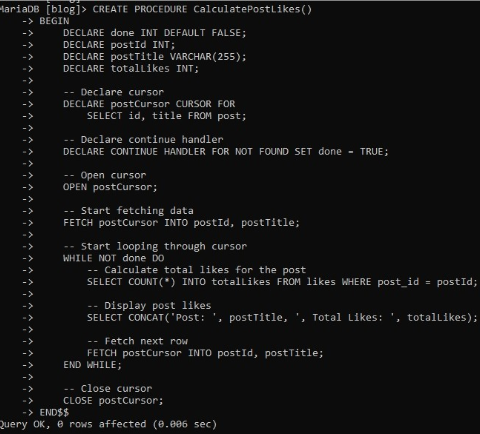 MariaDB [blog]> CREATE PROCEDURE CalculatePostLikes()
    -> BEGIN
    ->     DECLARE done INT DEFAULT FALSE;
    ->     DECLARE postId INT;
    ->     DECLARE postTitle VARCHAR(255);
    ->     DECLARE totalLikes INT;
    ->
    ->     -- Declare cursor
    ->     DECLARE postCursor CURSOR FOR
    ->         SELECT id, title FROM post;
    ->
    ->     -- Declare continue handler
    ->     DECLARE CONTINUE HANDLER FOR NOT FOUND SET done = TRUE;
    ->
    ->     -- Open cursor
    ->     OPEN postCursor;
    ->
    ->     -- Start fetching data
    ->     FETCH postCursor INTO postId, postTitle;
    ->
    ->     -- Start looping through cursor
    ->     WHILE NOT done DO
    ->         -- Calculate total likes for the post
    ->         SELECT COUNT(*) INTO totalLikes FROM likes WHERE post_id = postId;
    ->
    ->         -- Display post likes
    ->         SELECT CONCAT('Post: ', postTitle, ', Total Likes: ', totalLikes);
    ->
    ->         -- Fetch next row
    ->         FETCH postCursor INTO postId, postTitle;
    ->     END WHILE;
    ->
    ->     -- Close cursor
    ->     CLOSE postCursor;
    -> END$$
Query OK, 0 rows affected (0.006 sec)